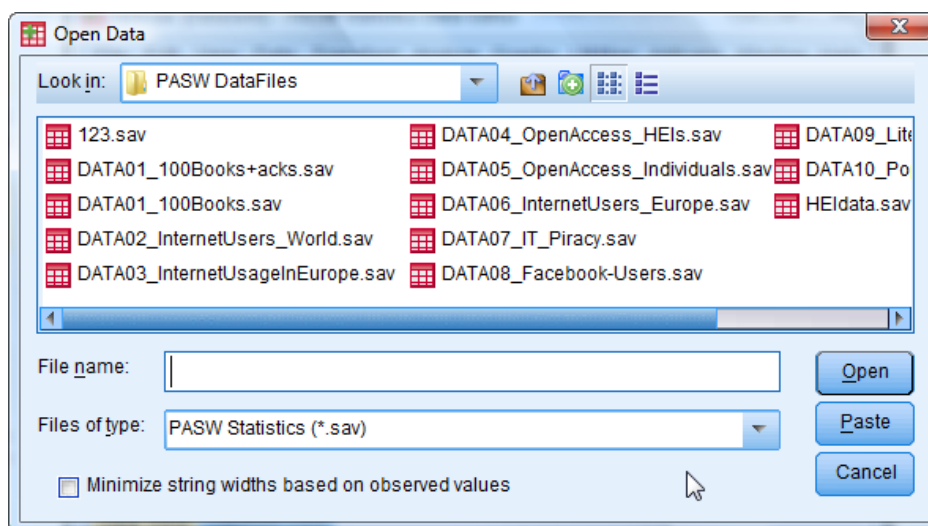 Open Data
Look in: PASW DataFiles
123.sav
DATA01_100Books+acks.sav
DATA01_100Books.sav
DATA02_InternetUsers_World.sav
DATA03_InternetUsageInEurope.sav
DATA04_OpenAccess_HEIs.sav
DATA05_OpenAccess_Individuals.sav
DATA06_InternetUsers_Europe.sav
DATA07_IT_Piracy.sav
DATA08_Facebook-Users.sav
DATA09_Lite
DATA10_Po
HEIdata.sav
File name:
Open
Files of type: PASW Statistics (*.sav)
Paste
Minimize string widths based on observed values
Cancel